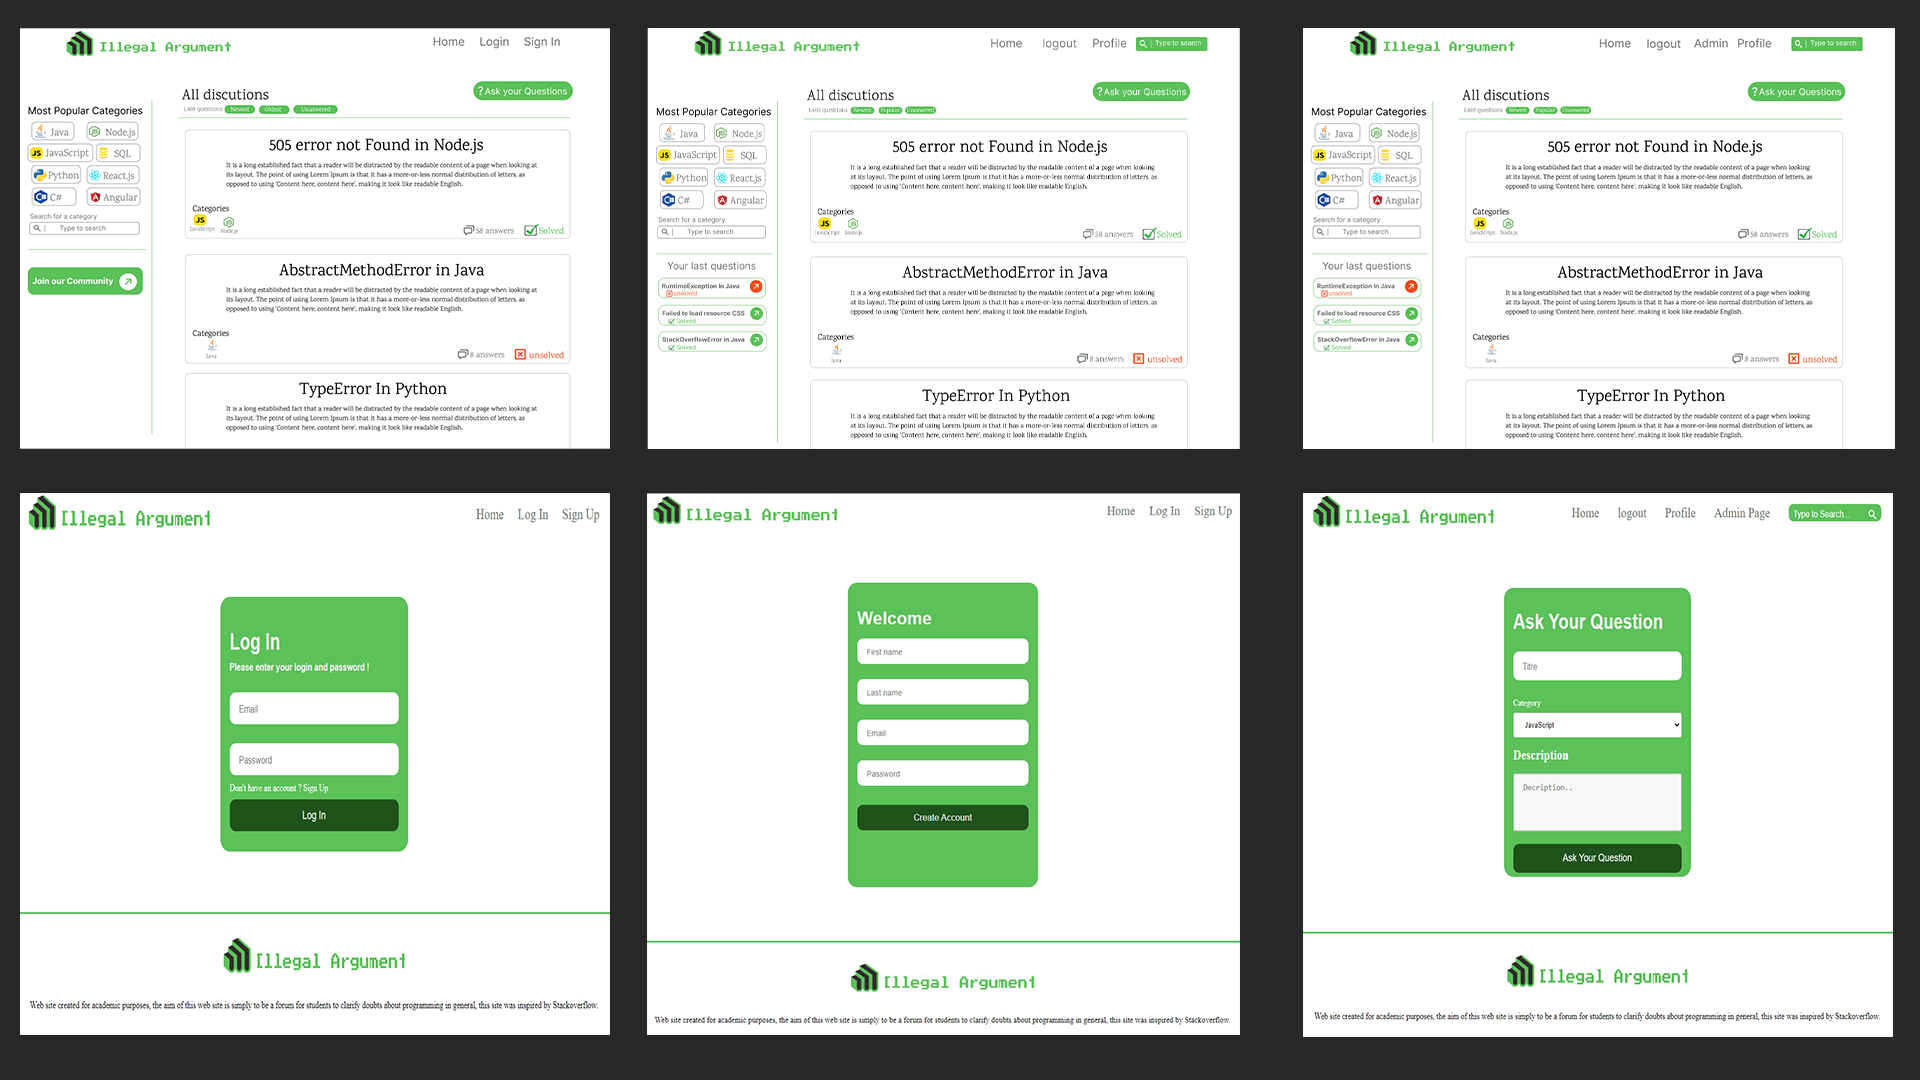 Illegal Argument
Home Login Sign In
All discutions
?Ask your Questions
1,469 questions Newest Oldest Unaswered
Most Popular Categories
Java Node.js
JS JavaScript SQL
Python React.js
C# Angular
Search for a category
Type to search
Join our Community
505 error not Found in Node.js
It is a long established fact that a reader will be distracted by the readable content of a page when looking at
its layout. The point of using Lorem Ipsum is that it has a more-or-less normal distribution of letters, as
opposed to using 'Content here, content here', making it look like readable English.
Categories
JS
JavaScript Node.js
58 answers Solved
AbstractMethodError in Java
It is a long established fact that a reader will be distracted by the readable content of a page when looking at
its layout. The point of using Lorem Ipsum is that it has a more-or-less normal distribution of letters, as
opposed to using 'Content here, content here', making it look like readable English.
Categories
Java
8 answers unsolved
TypeError In Python
It is a long established fact that a reader will be distracted by the readable content of a page when looking at
its layout. The point of using Lorem Ipsum is that it has a more-or-less normal distribution of letters, as
opposed to using 'Content here, content here', making it look like readable English.
Illegal Argument
Home logout Profile Type to search
All discutions
?Ask your Questions
1,469 questions Newest Popular Unaswered
Most Popular Categories
Java Node.js
JS JavaScript SQL
Python React.js
C# Angular
Search for a category
Type to search
Your last questions
RuntimeException In Java
unsolved
Failed to load resource CSS
Solved
StackOverflowError in Java
Solved
505 error not Found in Node.js
It is a long established fact that a reader will be distracted by the readable content of a page when looking
at its layout. The point of using Lorem Ipsum is that it has a more-or-less normal distribution of letters, as
opposed to using 'Content here, content here', making it look like readable English.
Categories
JS
JavaScript Node.js
58 answers Solved
AbstractMethodError in Java
It is a long established fact that a reader will be distracted by the readable content of a page when looking
at its layout. The point of using Lorem Ipsum is that it has a more-or-less normal distribution of letters, as
opposed to using 'Content here, content here', making it look like readable English.
Categories
Java
8 answers unsolved
TypeError In Python
It is a long established fact that a reader will be distracted by the readable content of a page when looking
at its layout. The point of using Lorem Ipsum is that it has a more-or-less normal distribution of letters, as
opposed to using 'Content here, content here', making it look like readable English.
Illegal Argument
Home logout Admin Profile Type to search
All discutions
?Ask your Questions
1,469 questions Newest Popular Unaswered
Most Popular Categories
Java Node.js
JS JavaScript SQL
Python React.js
C# Angular
Search for a category
Type to search
Your last questions
RuntimeException In Java
unsolved
Failed to load resource CSS
Solved
StackOverflowError in Java
Solved
505 error not Found in Node.js
It is a long established fact that a reader will be distracted by the readable content of a page when looking
at its layout. The point of using Lorem Ipsum is that it has a more-or-less normal distribution of letters, as
opposed to using 'Content here, content here', making it look like readable English.
Categories
JS
JavaScript Node.js
58 answers Solved
AbstractMethodError in Java
It is a long established fact that a reader will be distracted by the readable content of a page when looking
at its layout. The point of using Lorem Ipsum is that it has a more-or-less normal distribution of letters, as
opposed to using 'Content here, content here', making it look like readable English.
Categories
Java
8 answers unsolved
TypeError In Python
It is a long established fact that a reader will be distracted by the readable content of a page when looking
at its layout. The point of using Lorem Ipsum is that it has a more-or-less normal distribution of letters, as
opposed to using 'Content here, content here', making it look like readable English.
Illegal Argument
Home Log In Sign Up
Log In
Please enter your login and password !
Email
Password
Don't have an account ? Sign Up
Log In
Illegal Argument
Web site created for academic purposes, the aim of this web site is simply to be a forum for students to clarify doubts about programming in general, this site was inspired by Stackoverflow.
Illegal Argument
Home Log In Sign Up
Welcome
First name
Last name
Email
Password
Create Account
Illegal Argument
Web site created for academic purposes, the aim of this web site is simply to be a forum for students to clarify doubts about programming in general, this site was inspired by Stackoverflow.
Illegal Argument
Home logout Profile Admin Page Type to Search...
Ask Your Question
Titre
Category
JavaScript
Description
Decription..
Ask Your Question
Illegal Argument
Web site created for academic purposes, the aim of this web site is simply to be a forum for students to clarify doubts about programming in general, this site was inspired by Stackoverflow.